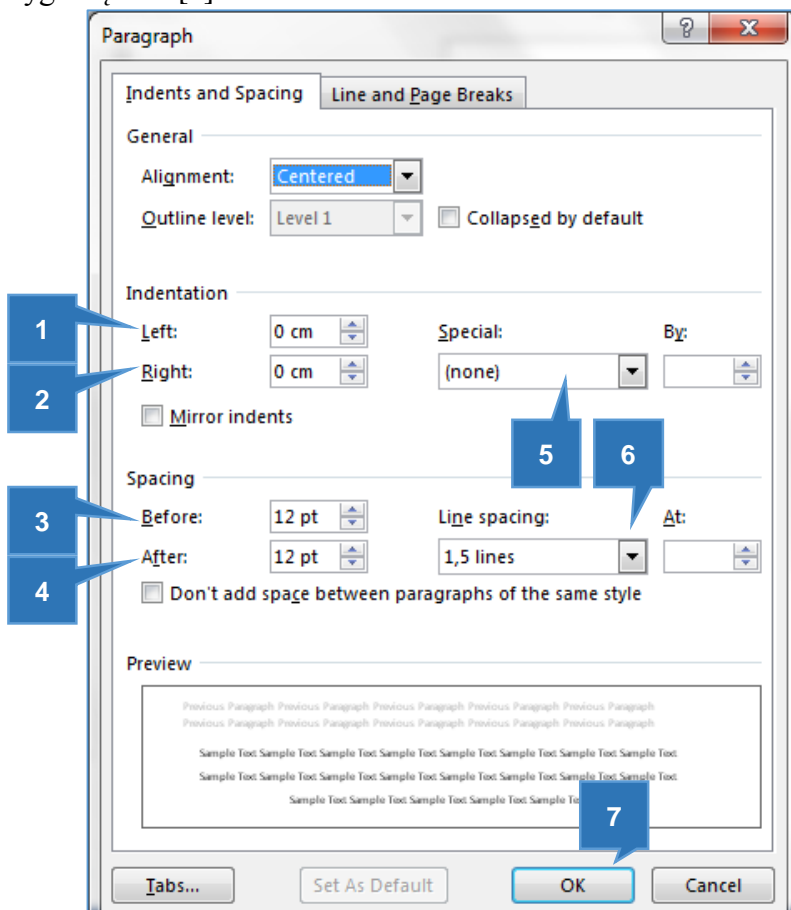 Paragraph
Indents and Spacing Line and Page Breaks
General
Alignment: Centered
Outline level: Level 1 Collapsed by default
Indentation
1 Left: 0 cm Special: By:
2 Right: 0 cm (none)
Mirror indents
5 6
Spacing
3 Before: 12 pt Line spacing: At:
4 After: 12 pt 1,5 lines
Don't add space between paragraphs of the same style
Preview
Previous Paragraph Previous Paragraph Previous Paragraph Previous Paragraph Previous Paragraph
Previous Paragraph Previous Paragraph Previous Paragraph Previous Paragraph Previous Paragraph
Sample Text Sample Text Sample Text Sample Text Sample Text Sample Text Sample Text Sample Text Sample Text
Sample Text Sample Text Sample Text Sample Text Sample Text Sample Text Sample Text Sample Text Sample Text
Sample Text Sample Text Sample Text Sample Text Sample
7
Tabs... Set As Default OK Cancel